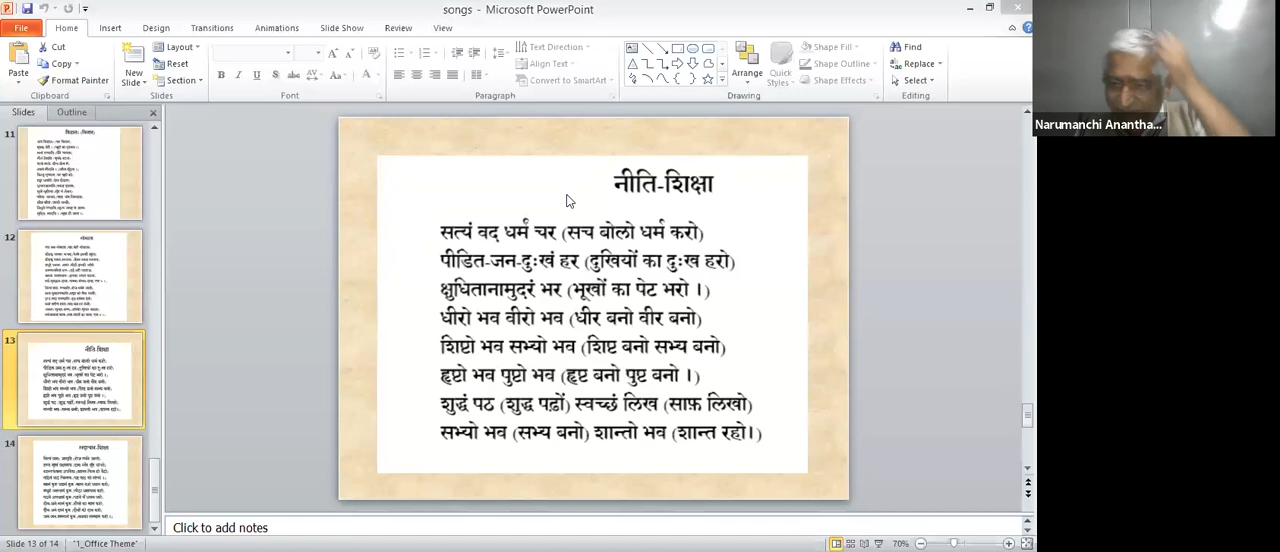 songs - Microsoft PowerPoint
File Home Insert Design Transitions Animations Slide Show Review View
Cut
Copy
Format Painter
Paste
Clipboard
New
Slide
Layout
Reset
Section
Slides
Font
Text Direction
Align Text
Convert to SmartArt
Paragraph
Arrange
Quick
Styles
Shape Fill
Shape Outline
Shape Effects
Drawing
Find
Replace
Select
Editing
Narumanchi Anantha...
Slides Outline
11
12
13
नीति-शिक्षा
14
नीति-शिक्षा
सत्यं वद धर्मं चर (सच बोलो धर्म करो)
पीडित-जन-दुःखं हर (दुखियों का दुःख हरो)
क्षुधितानामुदरं भर (भूखों का पेट भरो ।)
धीरो भव वीरो भव (धीर बनो वीर बनो)
शिष्टो भव सभ्यो भव (शिष्ट बनो सभ्य बनो)
हृष्टो भव पुष्टो भव (हृष्ट बनो पुष्ट बनो ।)
शुद्धं पठ (शुद्ध पढ़ों) स्वच्छं लिख (साफ़ लिखो)
सभ्यो भव (सभ्य बनो) शान्तो भव (शान्त रहो।)
Click to add notes
Slide 13 of 14 "1_Office Theme" 70%